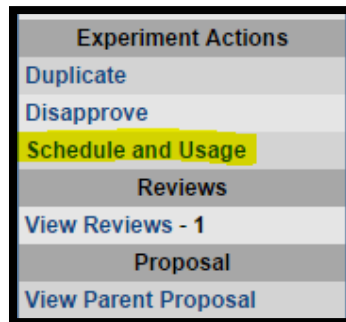 Experiment Actions
Duplicate
Disapprove
Schedule and Usage
Reviews
View Reviews - 1
Proposal
View Parent Proposal